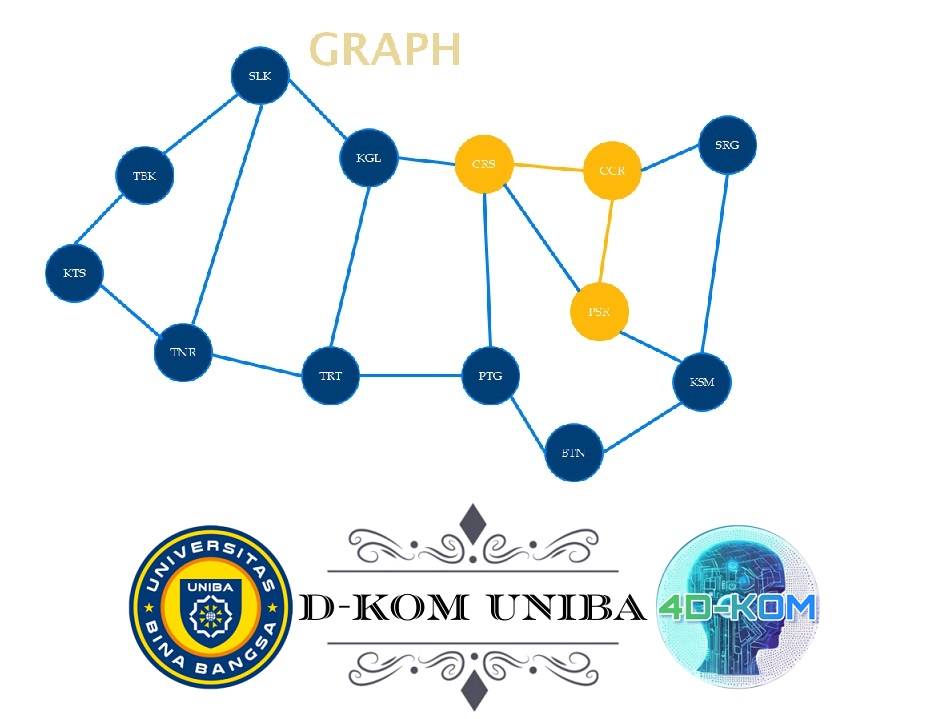 GRAPH
SLK
KGL
CRS
CCR
SRG
TBK
KTS
PSR
TNR
TRT
PTG
KSM
BTN
UNIVERSITAS
UNIBA
BINA BANGSA
D-KOM UNIBA
4D-KOM